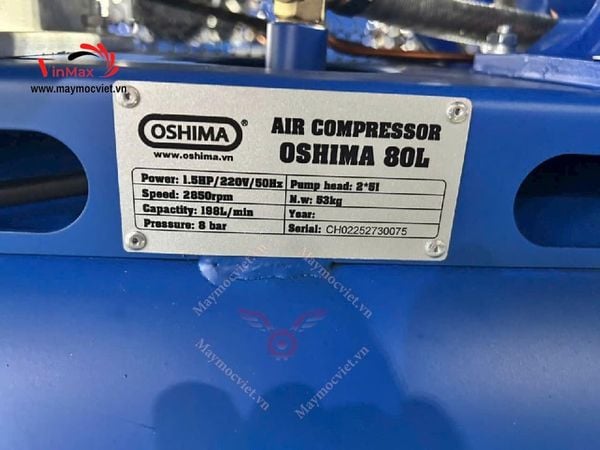 inMax
www.maymocviet.vn
OSHIMA®
www.oshima.vn
AIR COMPRESSOR
OSHIMA 80L
Power: 1.5HP/220V/50Hz
Pump head: 2*51
Speed: 2850rpm
N.w: 53kg
Capacity: 198L/min
Year:
Pressure: 8 bar
Serial: CH02252730075
Maymocviet.vn
Maymocviet.vn
Maymocviet.vn
Maymocviet.vn